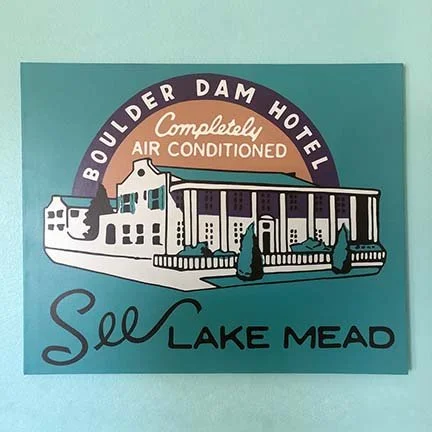 BOULDER DAM HOTEL
Completely
AIR CONDITIONED
See LAKE MEAD